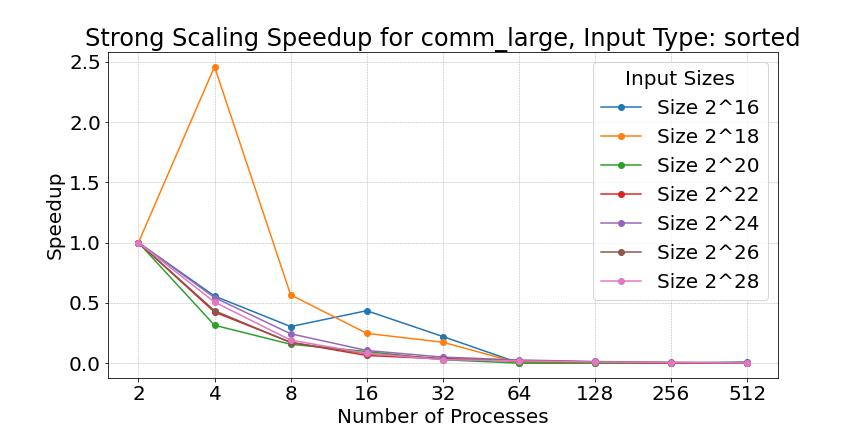 Strong Scaling Speedup for comm_large, Input Type: sorted
Speedup
2.5
2.0
1.5
1.0
0.5
0.0
Input Sizes
Size 2^16
Size 2^18
Size 2^20
Size 2^22
Size 2^24
Size 2^26
Size 2^28
2 4 8 16 32 64 128 256 512
Number of Processes